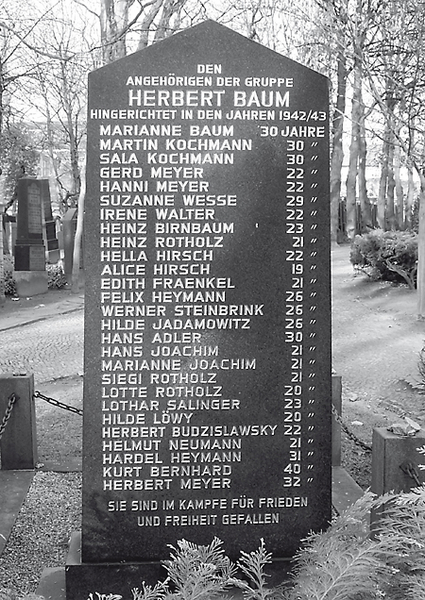 DEN
ANGEHÖRIGEN DER GRUPPE
HERBERT BAUM
HINGERICHTET IN DEN JAHREN 1942/43
MARIANNE BAUM 30 JAHRE
MARTIN KOCHMANN 30 "
SALA KOCHMANN 30 "
GERD MEYER 22 "
HANNI MEYER 22 "
SUZANNE WESSE 29 "
IRENE WALTER 22 "
HEINZ BIRNBAUM 23 "
HEINZ ROTHOLZ 21 "
HELLA HIRSCH 22 "
ALICE HIRSCH 19 "
EDITH FRAENKEL 21 "
FELIX HEYMANN 26 "
WERNER STEINBRINK 26 "
HILDE JADAMOWITZ 26 "
HANS ADLER 30 "
HANS JOACHIM 21 "
MARIANNE JOACHIM 21 "
SIEGI ROTHOLZ 21 "
LOTTE ROTHOLZ 20 "
LOTHAR SALINGER 23 "
HILDE LÖWY 20 "
HERBERT BUDZISLAWSKY 22 "
HELMUT NEUMANN 21 "
HARDEL HEYMANN 31 "
KURT BERNHARD 40 "
HERBERT MEYER 32 "
SIE SIND IM KAMPFE FÜR FRIEDEN
UND FREIHEIT GEFALLEN